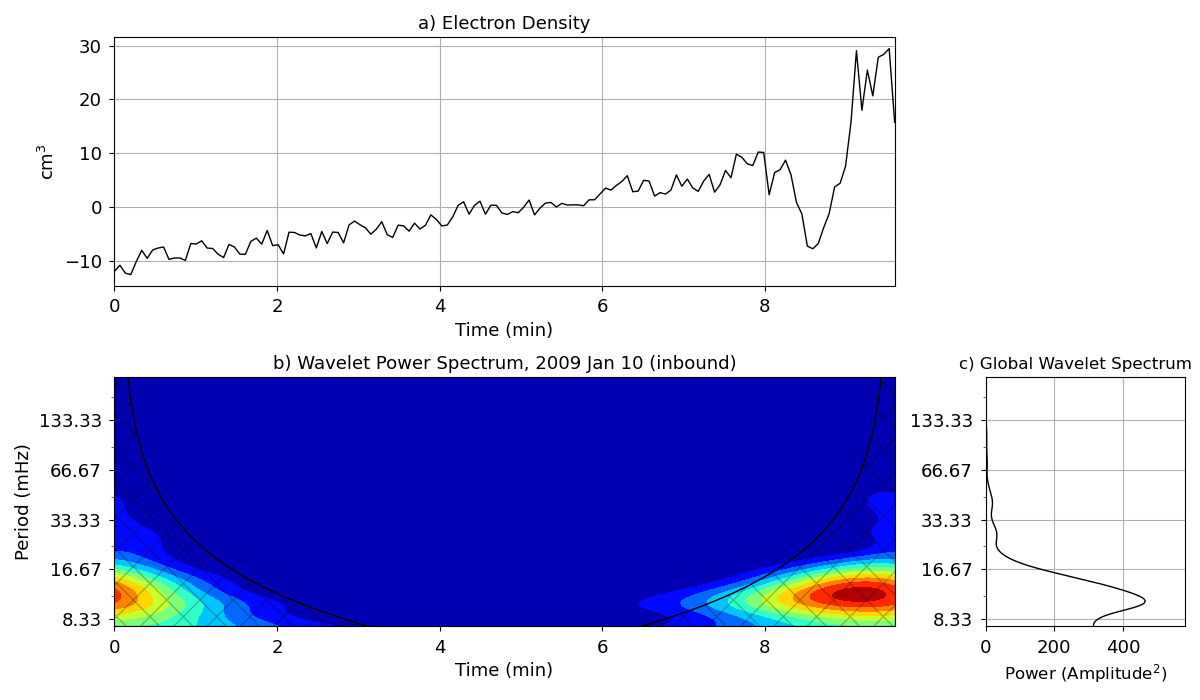 a) Electron Density
30
20
10
0
−10
cm³
0 2 4 6 8
Time (min)
b) Wavelet Power Spectrum, 2009 Jan 10 (inbound)
133.33
66.67
33.33
16.67
8.33
Period (mHz)
0 2 4 6 8
Time (min)
c) Global Wavelet Spectrum
133.33
66.67
33.33
16.67
8.33
0 200 400
Power (Amplitude²)